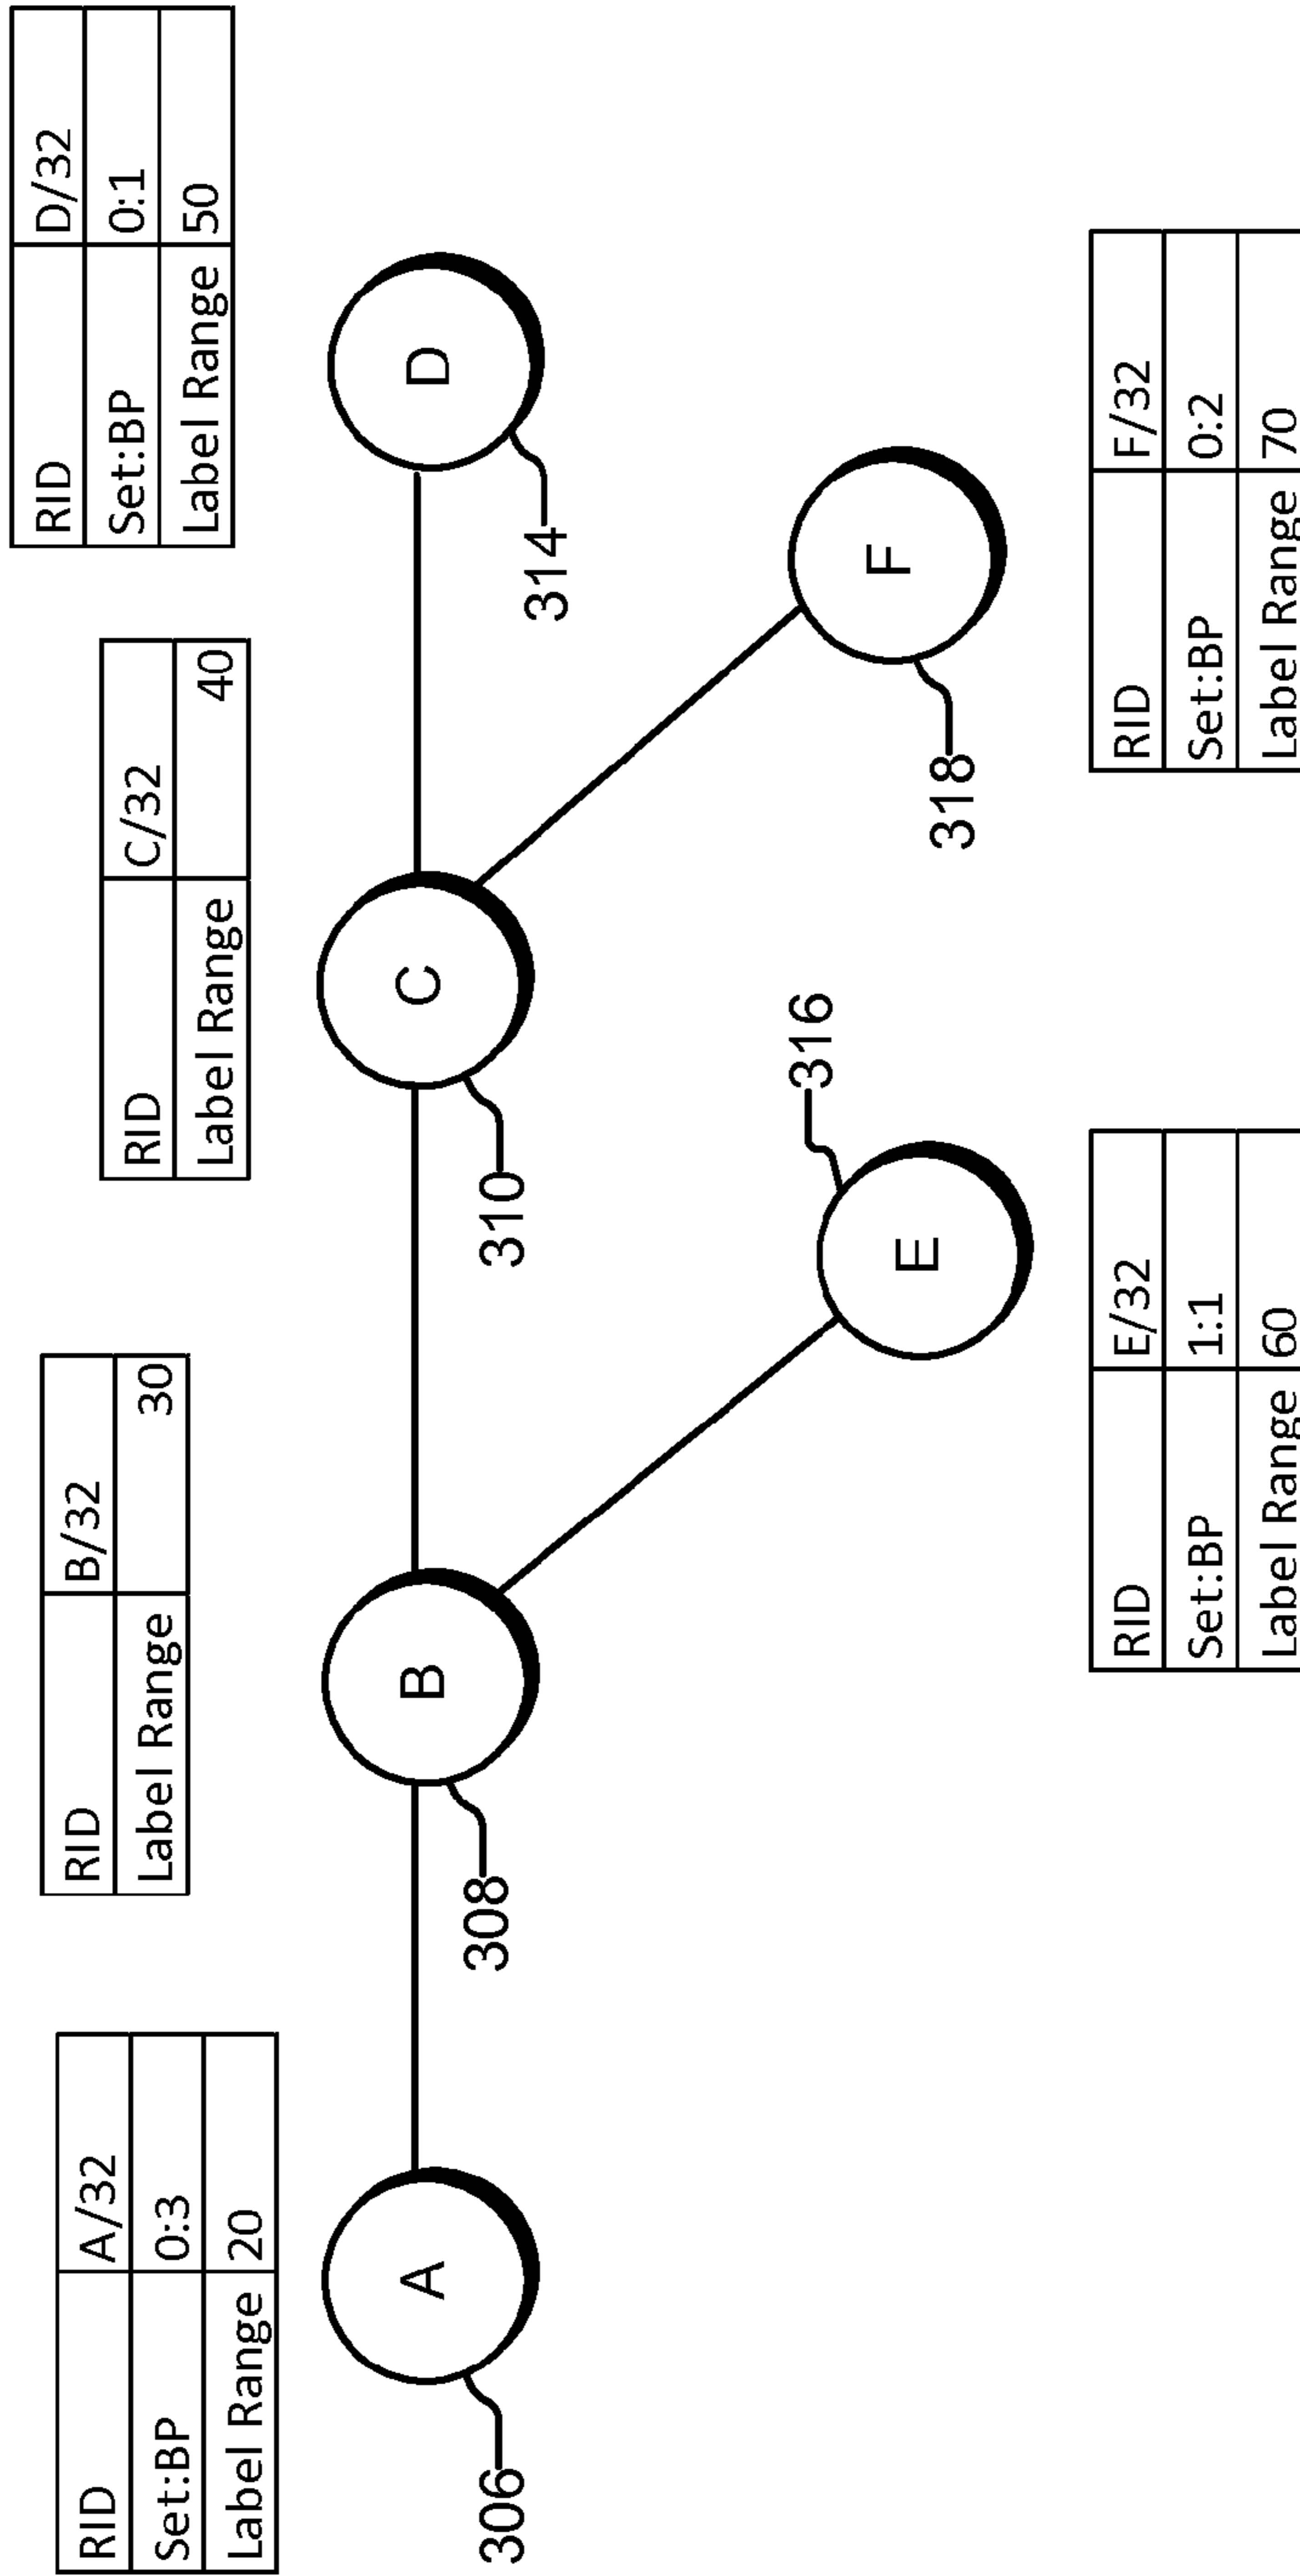 RID A/32
Set:BP 0:3
Label Range 20
RID B/32
Label Range 30
RID C/32
Label Range 40
RID D/32
Set:BP 0:1
Label Range 50
A
B
C
D
306
308
310
314
E
F
316
318
RID E/32
Set:BP 1:1
Label Range 60
RID F/32
Set:BP 0:2
Label Range 70